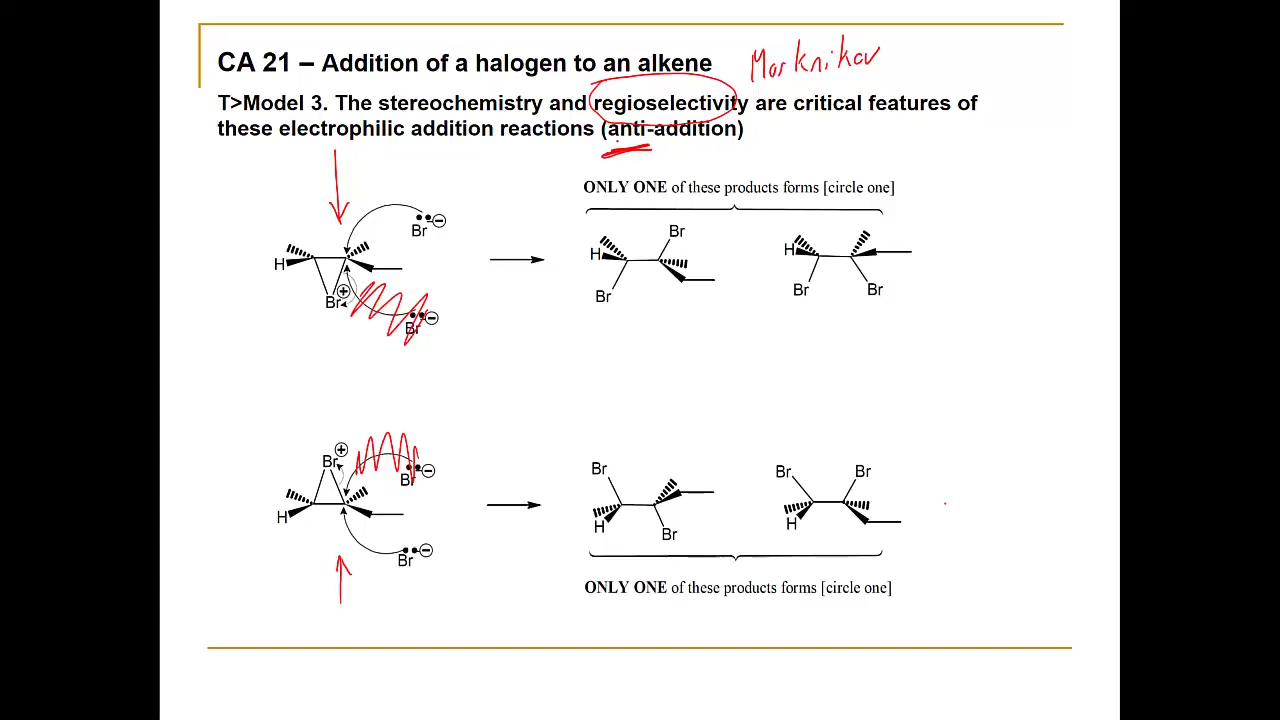 CA 21 – Addition of a halogen to an alkene
Marknikov
T>Model 3. The stereochemistry and regioselectivity are critical features of
these electrophilic addition reactions (anti-addition)
ONLY ONE of these products forms [circle one]
Br
Br
H
H
H
Br
Br
Br
Br
Br
Br
Br
Br
Br
Br
Br
H
H
H
Br
Br
ONLY ONE of these products forms [circle one]